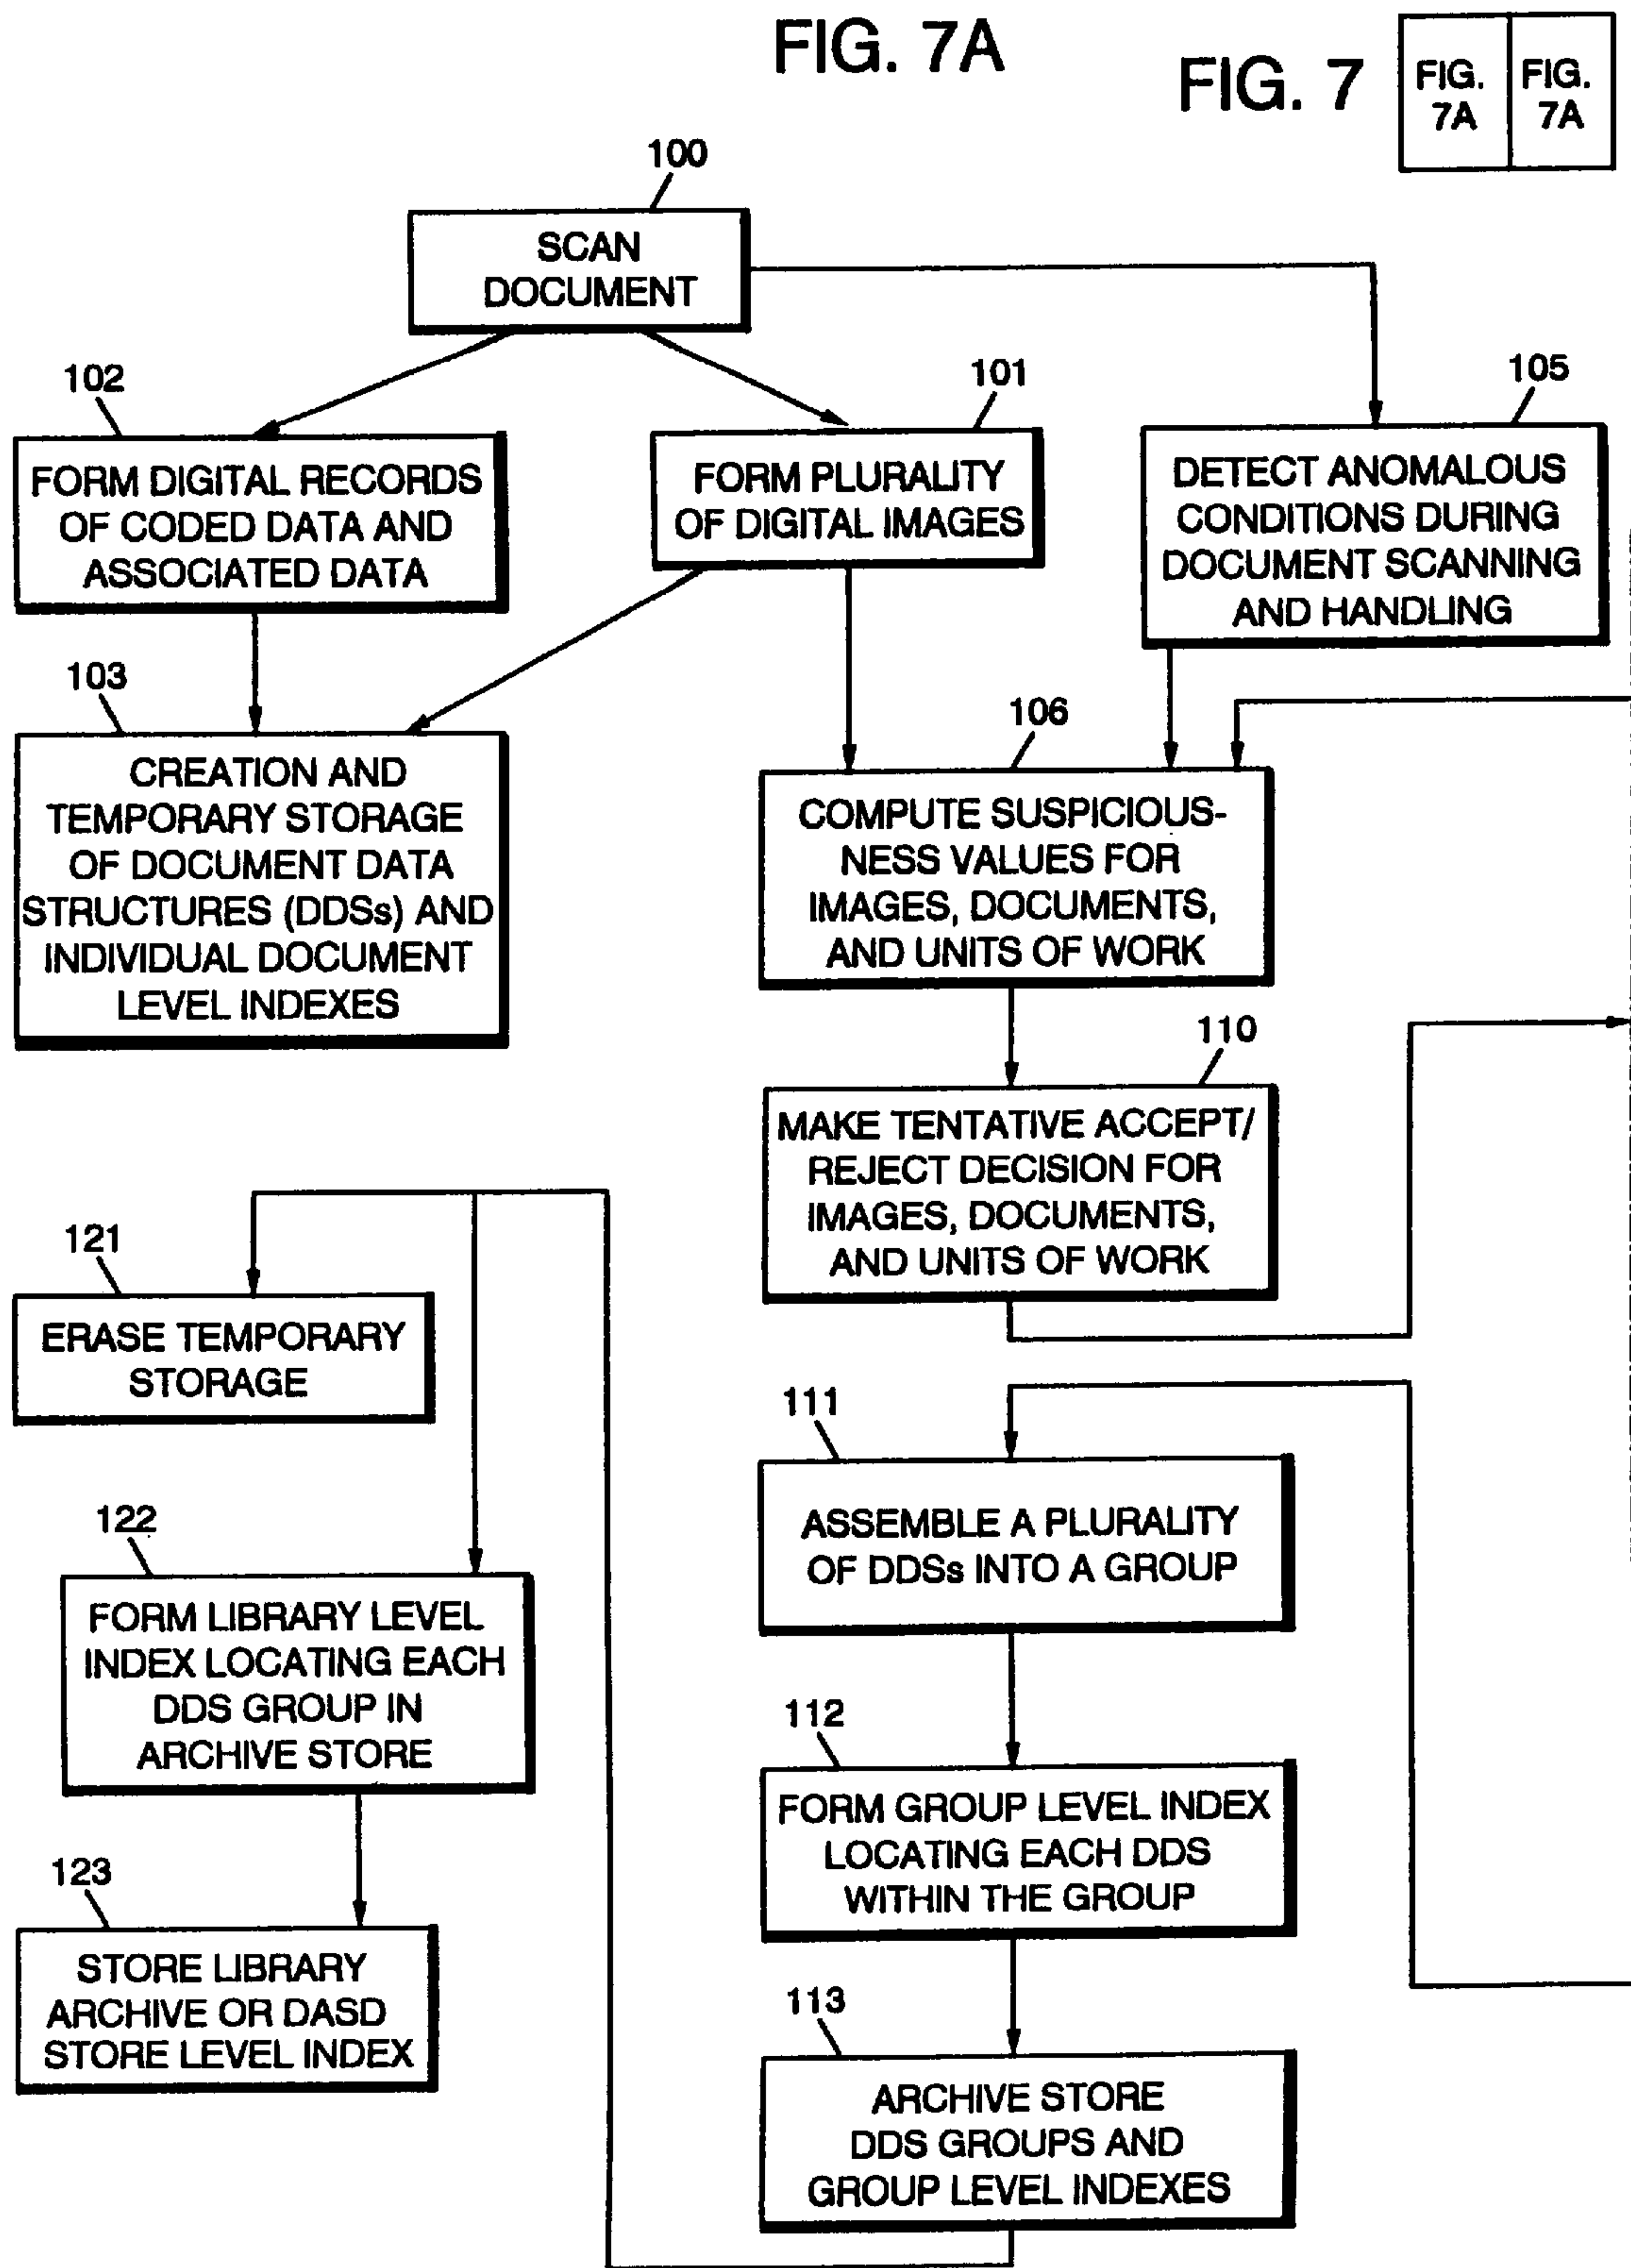 FIG. 7A
FIG. 7
FIG.
7A
FIG.
7A
100
SCAN
DOCUMENT
102
FORM DIGITAL RECORDS
OF CODED DATA AND
ASSOCIATED DATA
101
FORM PLURALITY
OF DIGITAL IMAGES
105
DETECT ANOMALOUS
CONDITIONS DURING
DOCUMENT SCANNING
AND HANDLING
103
CREATION AND
TEMPORARY STORAGE
OF DOCUMENT DATA
STRUCTURES (DDSs) AND
INDIVIDUAL DOCUMENT
LEVEL INDEXES
106
COMPUTE SUSPICIOUS-
NESS VALUES FOR
IMAGES, DOCUMENTS,
AND UNITS OF WORK
110
MAKE TENTATIVE ACCEPT/
REJECT DECISION FOR
IMAGES, DOCUMENTS,
AND UNITS OF WORK
121
ERASE TEMPORARY
STORAGE
111
ASSEMBLE A PLURALITY
OF DDSs INTO A GROUP
122
FORM LIBRARY LEVEL
INDEX LOCATING EACH
DDS GROUP IN
ARCHIVE STORE
112
FORM GROUP LEVEL INDEX
LOCATING EACH DDS
WITHIN THE GROUP
123
STORE LIBRARY
ARCHIVE OR DASD
STORE LEVEL INDEX
113
ARCHIVE STORE
DDS GROUPS AND
GROUP LEVEL INDEXES